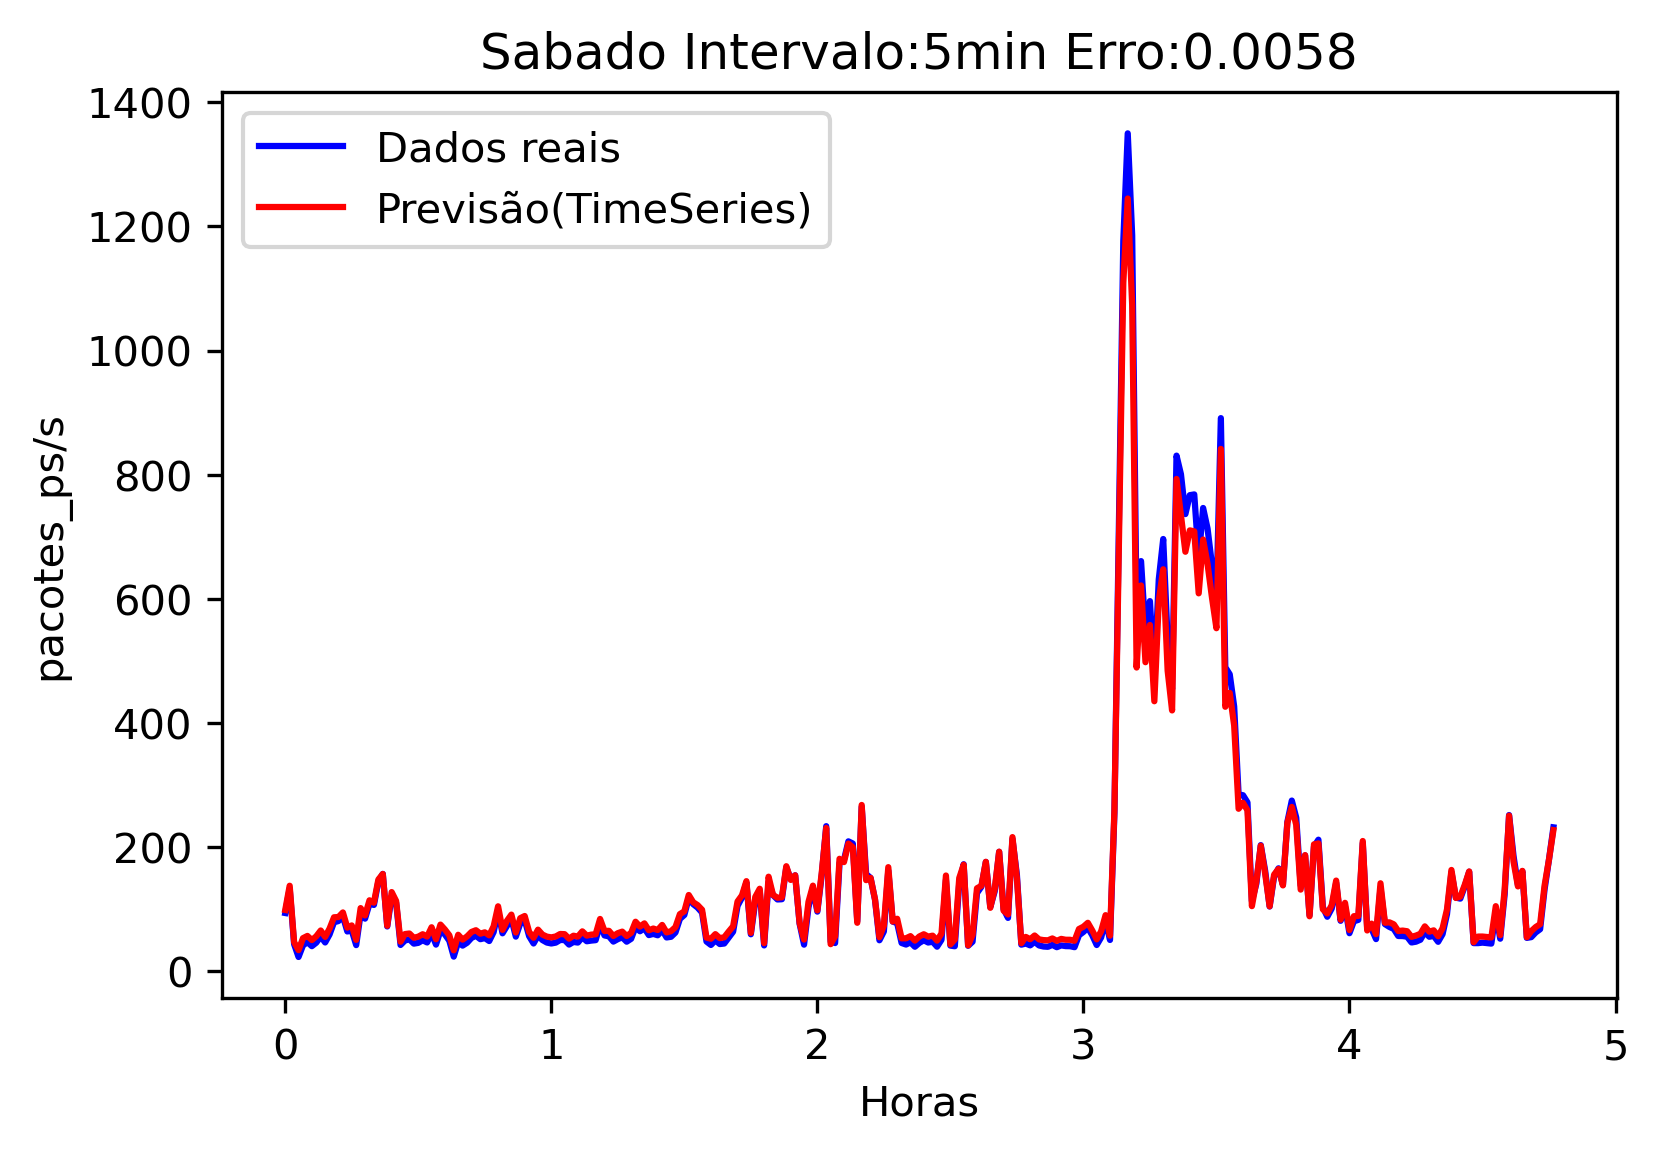 Sabado Intervalo:5min Erro:0.0058
1400
1200
1000
800
600
400
200
0
pacotes_ps/s
Dados reais
Previsão(TimeSeries)
0 1 2 3 4 5
Horas